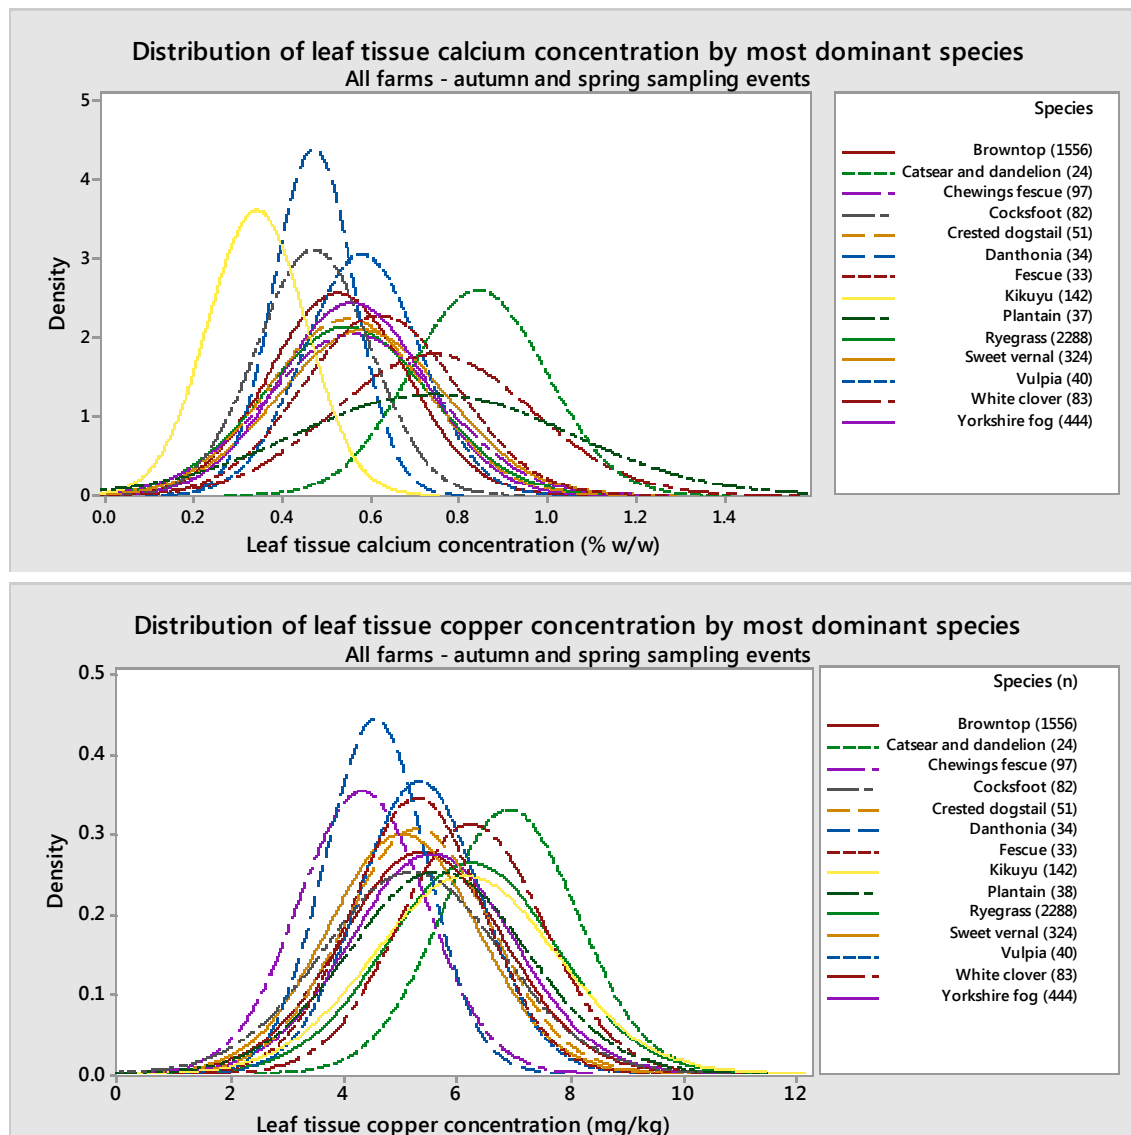 Distribution of leaf tissue calcium concentration by most dominant species
All farms - autumn and spring sampling events
5
4
3
2
1
0
Density
0.0 0.2 0.4 0.6 0.8 1.0 1.2 1.4
Leaf tissue calcium concentration (% w/w)
Species
Browntop (1556)
Catsear and dandelion (24)
Chewings fescue (97)
Cocksfoot (82)
Crested dogstail (51)
Danthonia (34)
Fescue (33)
Kikuyu (142)
Plantain (37)
Ryegrass (2288)
Sweet vernal (324)
Vulpia (40)
White clover (83)
Yorkshire fog (444)
Distribution of leaf tissue copper concentration by most dominant species
All farms - autumn and spring sampling events
0.5
0.4
0.3
0.2
0.1
0.0
Density
0 2 4 6 8 10 12
Leaf tissue copper concentration (mg/kg)
Species (n)
Browntop (1556)
Catsear and dandelion (24)
Chewings fescue (97)
Cocksfoot (82)
Crested dogstail (51)
Danthonia (34)
Fescue (33)
Kikuyu (142)
Plantain (38)
Ryegrass (2288)
Sweet vernal (324)
Vulpia (40)
White clover (83)
Yorkshire fog (444)